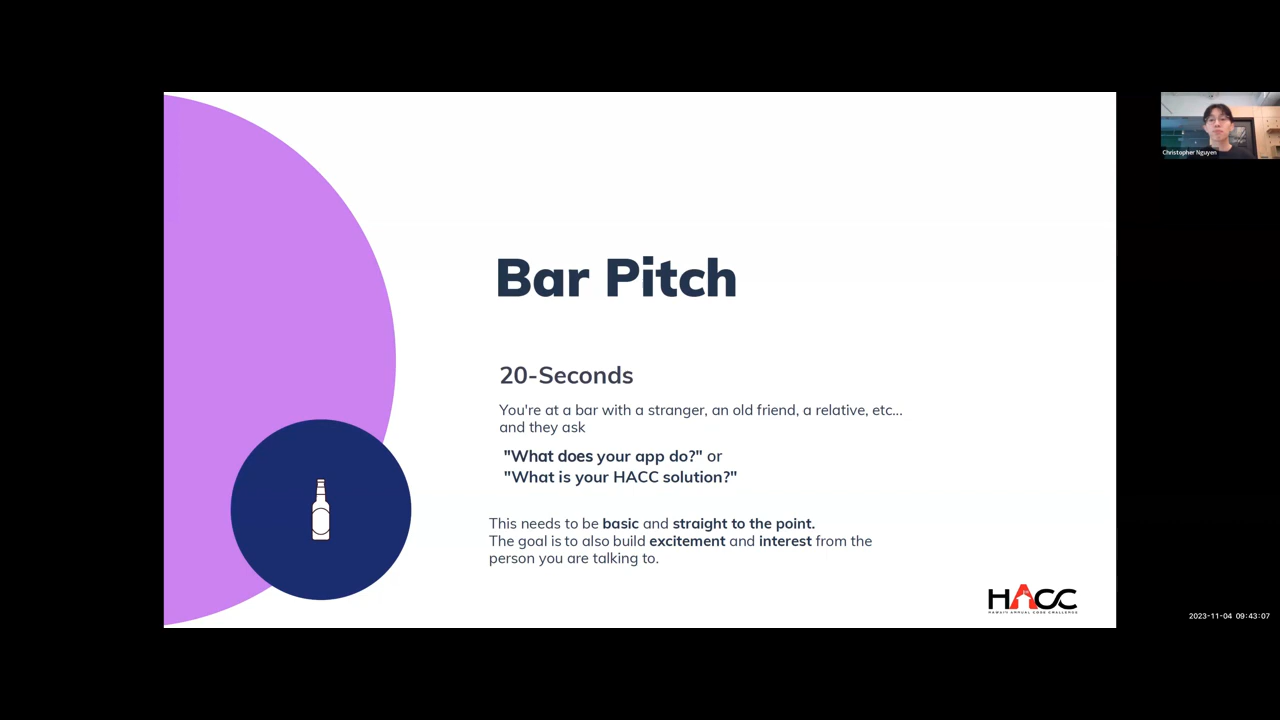 Bar Pitch
20-Seconds
You're at a bar with a stranger, an old friend, a relative, etc...
and they ask
"What does your app do?" or
"What is your HACC solution?"
This needs to be basic and straight to the point.
The goal is to also build excitement and interest from the
person you are talking to.
HACC
HAWAII ANNUAL CODE CHALLENGE
Christopher Nguyen
2023-11-04 09:43:07